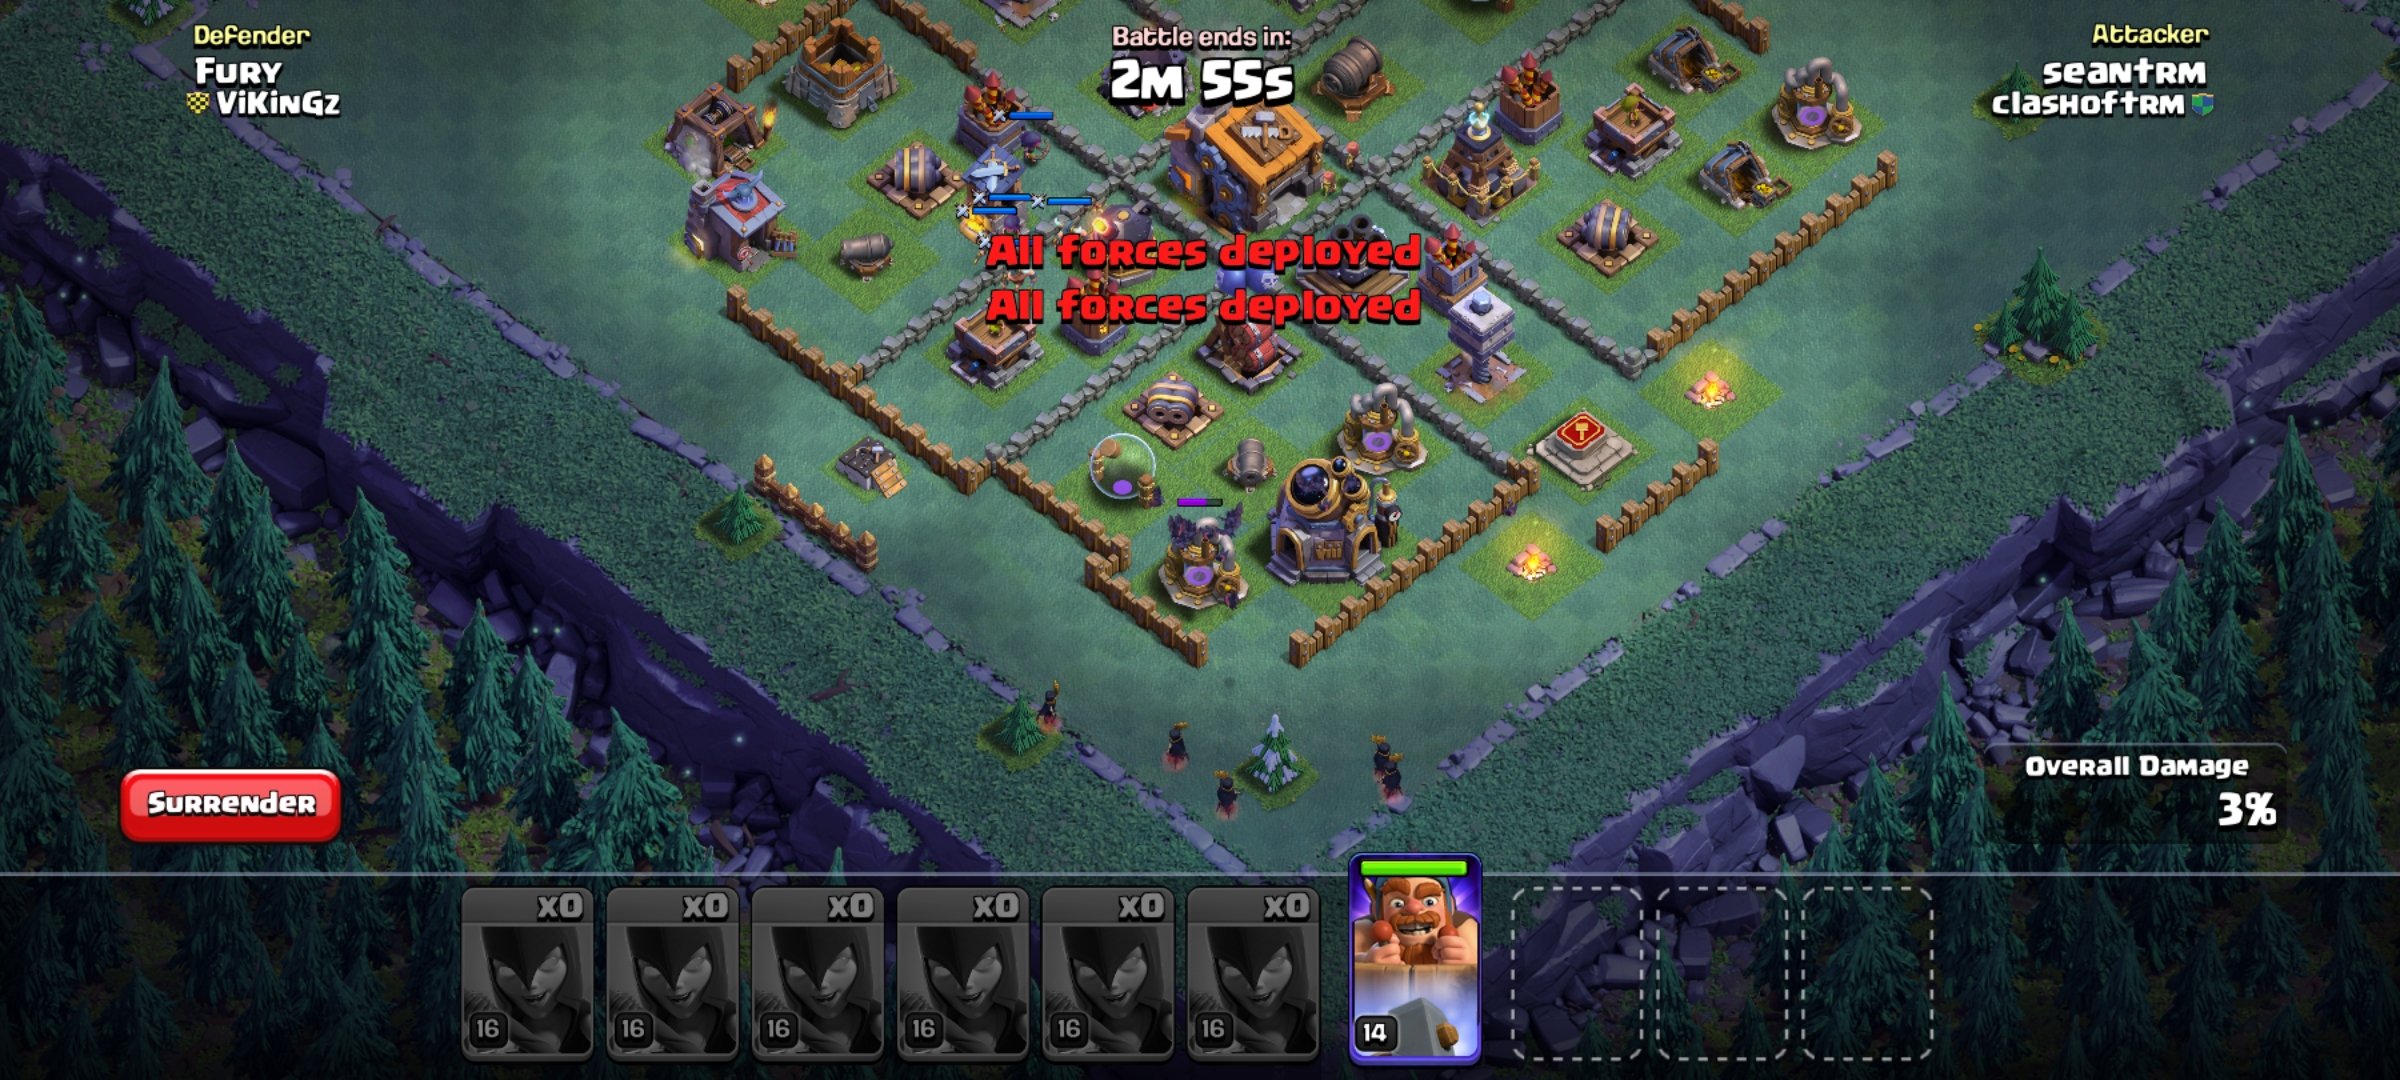 Defender
Fury
ViKinGz
Battle ends in:
2M 55s
Attacker
seantrm
clashoftrm
All forces deployed
All forces deployed
Surrender
Overall Damage
3%
x0 x0 x0 x0 x0 x0
16 16 16 16 16 16 14